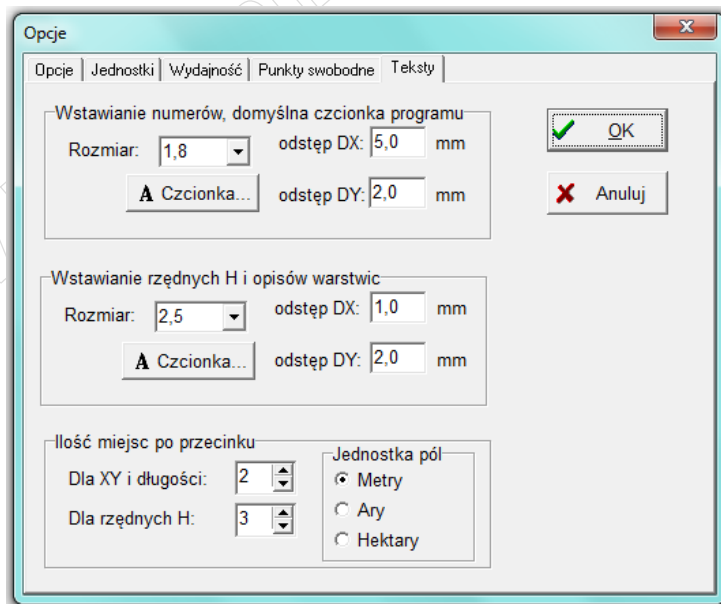 Opcje
Opcje Jednostki Wydajność Punkty swobodne Teksty
Wstawianie numerów, domyślna czcionka programu
Rozmiar: 1,8 odstęp DX: 5,0 mm
A Czcionka... odstęp DY: 2,0 mm
OK
Anuluj
Wstawianie rzędnych H i opisów warstwic
Rozmiar: 2,5 odstęp DX: 1,0 mm
A Czcionka... odstęp DY: 2,0 mm
Ilość miejsc po przecinku
Dla XY i długości: 2
Dla rzędnych H: 3
Jednostka pól
Metry
Ary
Hektary